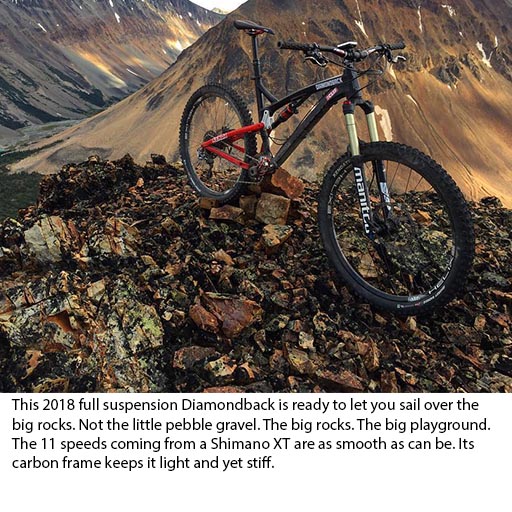 DIAMONDBACK
manitou
This 2018 full suspension Diamondback is ready to let you sail over the
big rocks. Not the little pebble gravel. The big rocks. The big playground.
The 11 speeds coming from a Shimano XT are as smooth as can be. Its
carbon frame keeps it light and yet stiff.